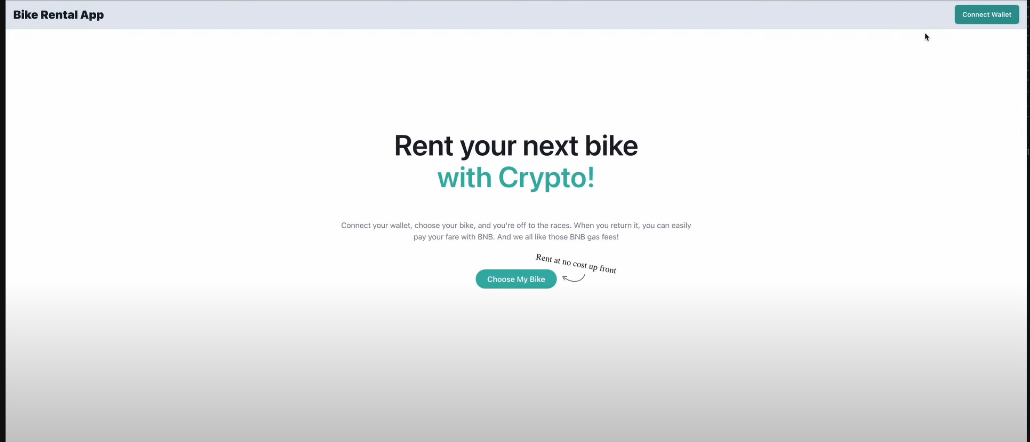 Bike Rental App
Connect Wallet
Rent your next bike
with Crypto!
Connect your wallet, choose your bike, and you're off to the races. When you return it, you can easily
pay your fare with BNB. And we all like those BNB gas fees!
Rent at no cost up front
Choose My Bike